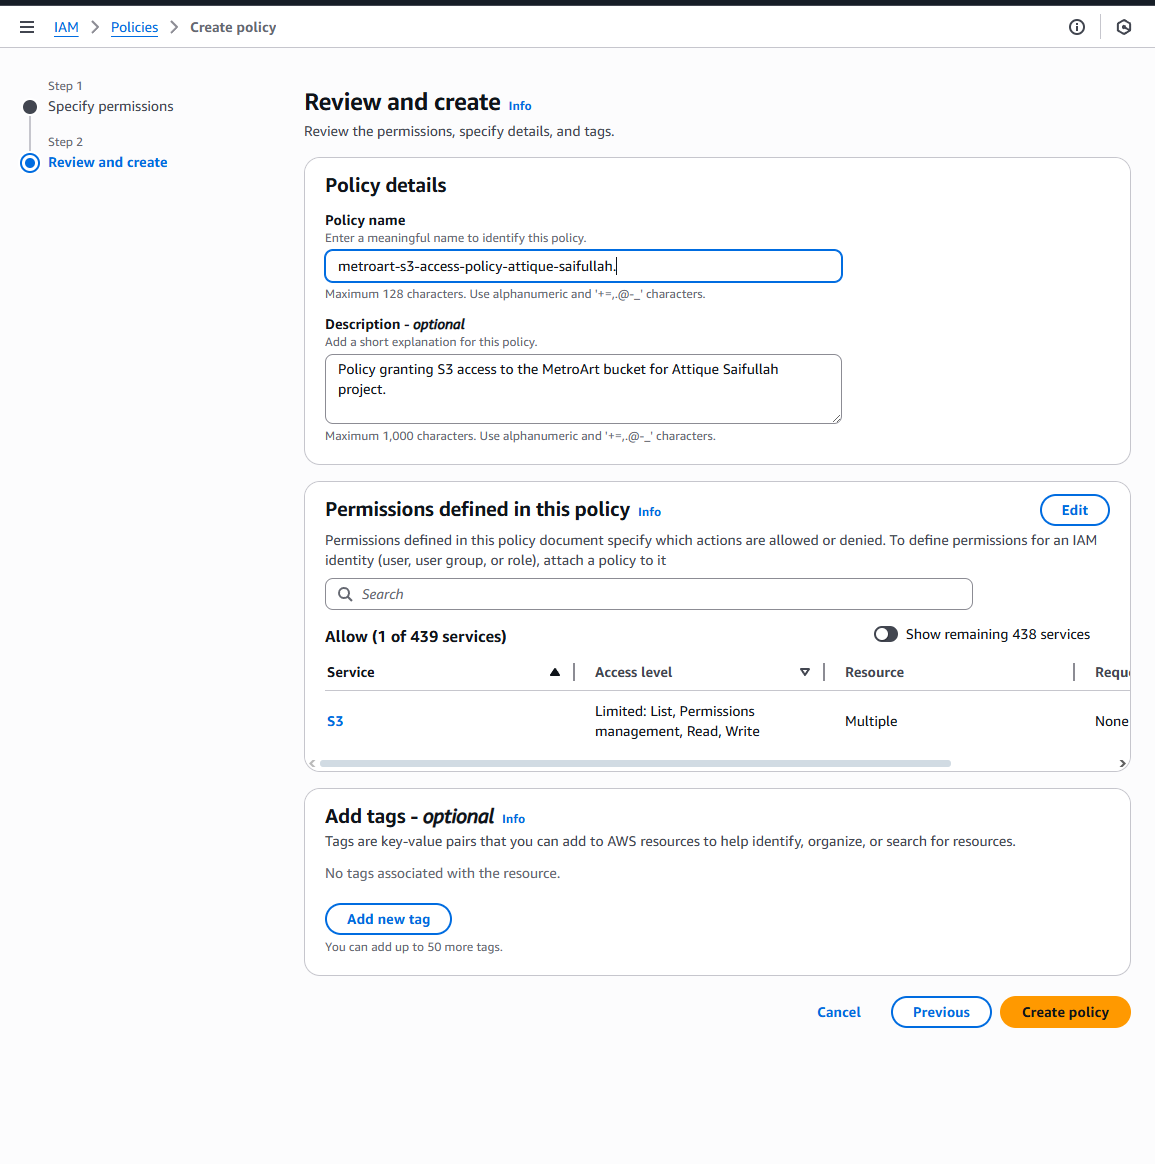 IAM > Policies > Create policy
Step 1
Specify permissions
Step 2
Review and create
Review and create Info
Review the permissions, specify details, and tags.
Policy details
Policy name
Enter a meaningful name to identify this policy.
metroart-s3-access-policy-attique-saifullah.
Maximum 128 characters. Use alphanumeric and '+=,.@-_' characters.
Description - optional
Add a short explanation for this policy.
Policy granting S3 access to the MetroArt bucket for Attique Saifullah
project.
Maximum 1,000 characters. Use alphanumeric and '+=,.@-_' characters.
Permissions defined in this policy Info
Edit
Permissions defined in this policy document specify which actions are allowed or denied. To define permissions for an IAM
identity (user, user group, or role), attach a policy to it
Search
Allow (1 of 439 services)
Show remaining 438 services
Service Access level Resource Requ
S3 Limited: List, Permissions
management, Read, Write Multiple None
Add tags - optional Info
Tags are key-value pairs that you can add to AWS resources to help identify, organize, or search for resources.
No tags associated with the resource.
Add new tag
You can add up to 50 more tags.
Cancel Previous Create policy